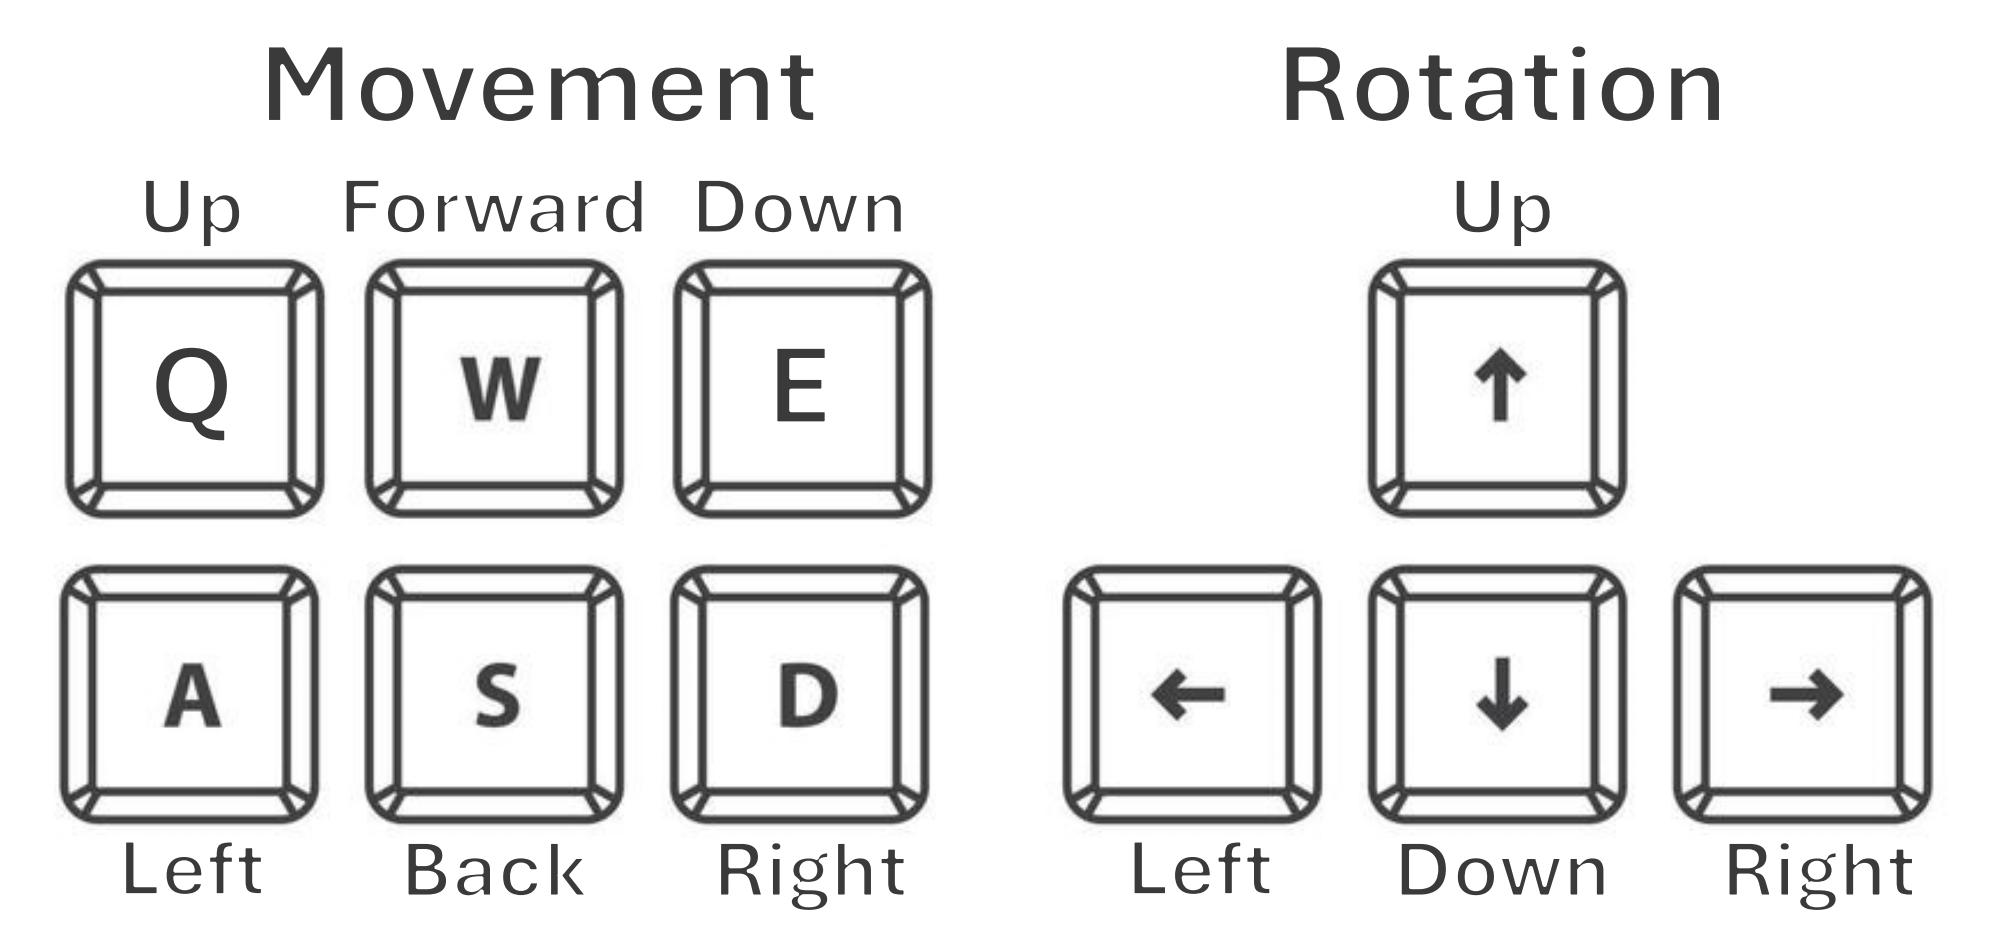 Movement
Rotation
Up Forward Down
Q W E
A S D
Left Back Right
Up
↑
← ↓ →
Left Down Right